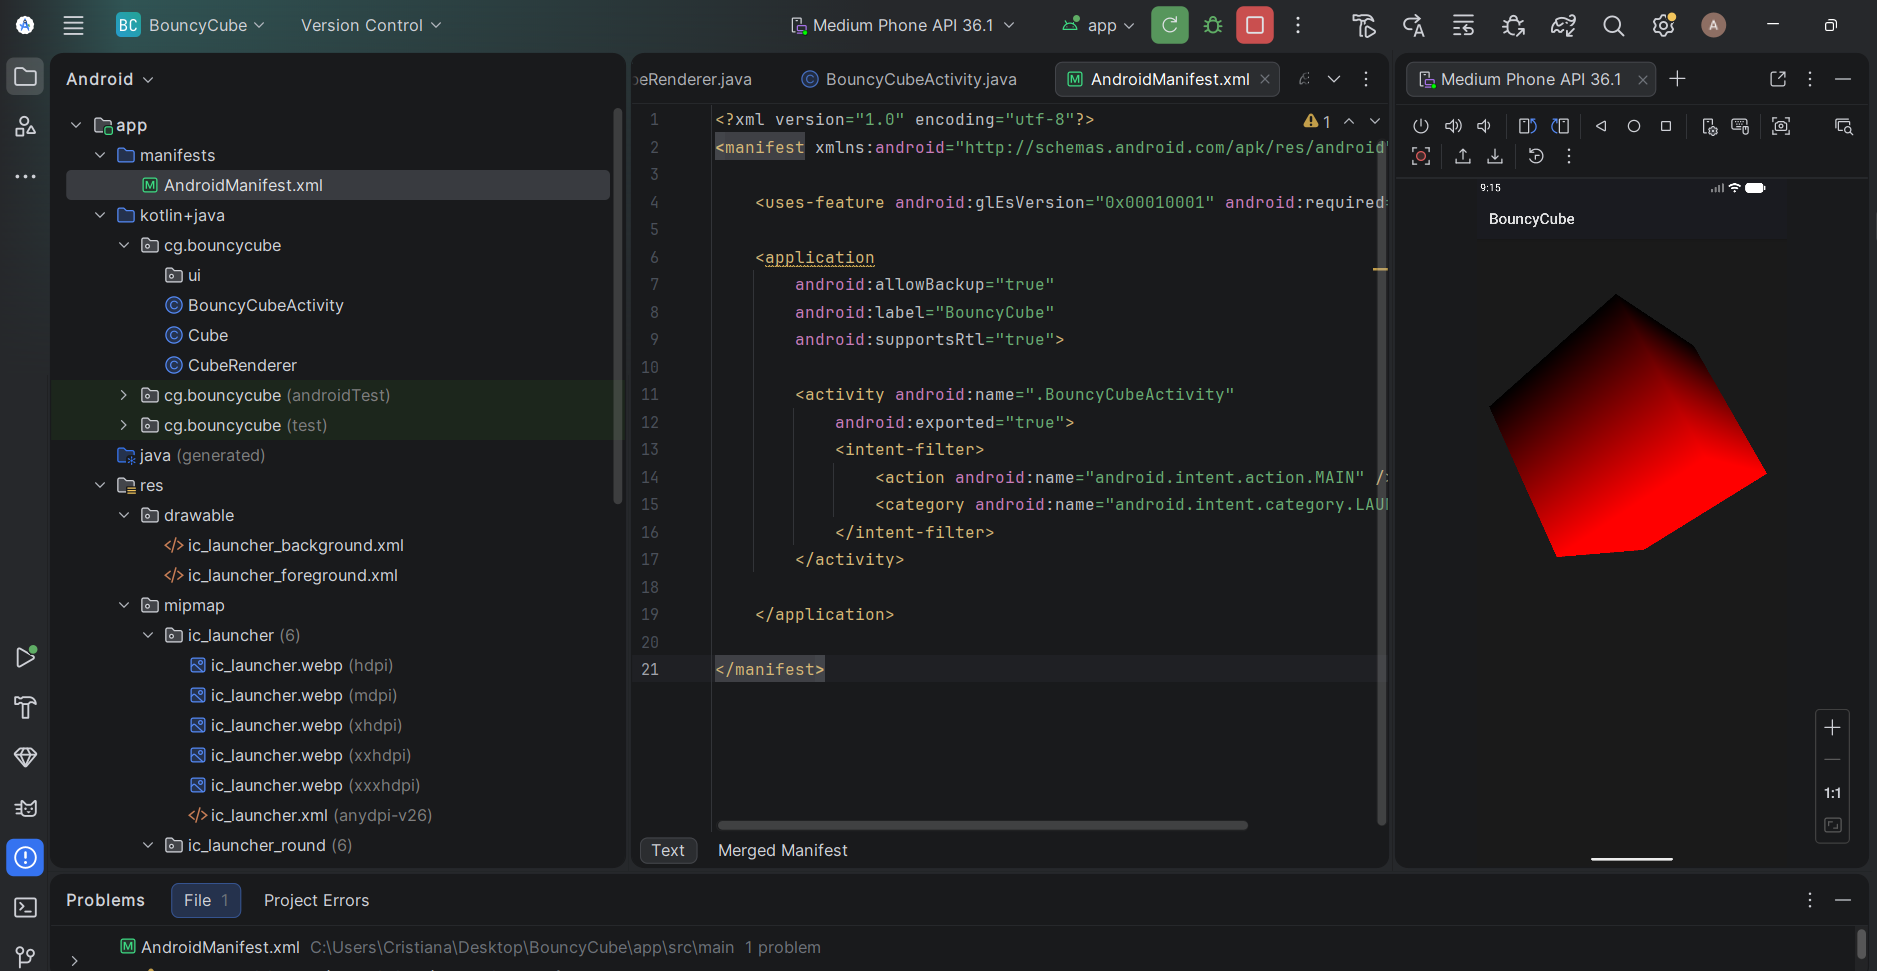 BC BouncyCube Version Control Medium Phone API 36.1 app A
Android
app
manifests
AndroidManifest.xml
kotlin+java
cg.bouncycube
ui
BouncyCubeActivity
Cube
CubeRenderer
cg.bouncycube (androidTest)
cg.bouncycube (test)
java (generated)
res
drawable
ic_launcher_background.xml
ic_launcher_foreground.xml
mipmap
ic_launcher (6)
ic_launcher.webp (hdpi)
ic_launcher.webp (mdpi)
ic_launcher.webp (xhdpi)
ic_launcher.webp (xxhdpi)
ic_launcher.webp (xxxhdpi)
ic_launcher.xml (anydpi-v26)
ic_launcher_round (6)
beRenderer.java BouncyCubeActivity.java AndroidManifest.xml
1 <?xml version="1.0" encoding="utf-8"?> 1
2 <manifest xmlns:android="http://schemas.android.com/apk/res/android"
3
4 <uses-feature android:glEsVersion="0x00010001" android:required=
5
6 <application
7 android:allowBackup="true"
8 android:label="BouncyCube"
9 android:supportsRtl="true">
10
11 <activity android:name=".BouncyCubeActivity"
12 android:exported="true">
13 <intent-filter>
14 <action android:name="android.intent.action.MAIN" />
15 <category android:name="android.intent.category.LAU
16 </intent-filter>
17 </activity>
18
19 </application>
20
21 </manifest>
Text Merged Manifest
Medium Phone API 36.1
9:15
BouncyCube
1:1
Problems File 1 Project Errors
AndroidManifest.xml C:\Users\Cristiana\Desktop\BouncyCube\app\src\main 1 problem